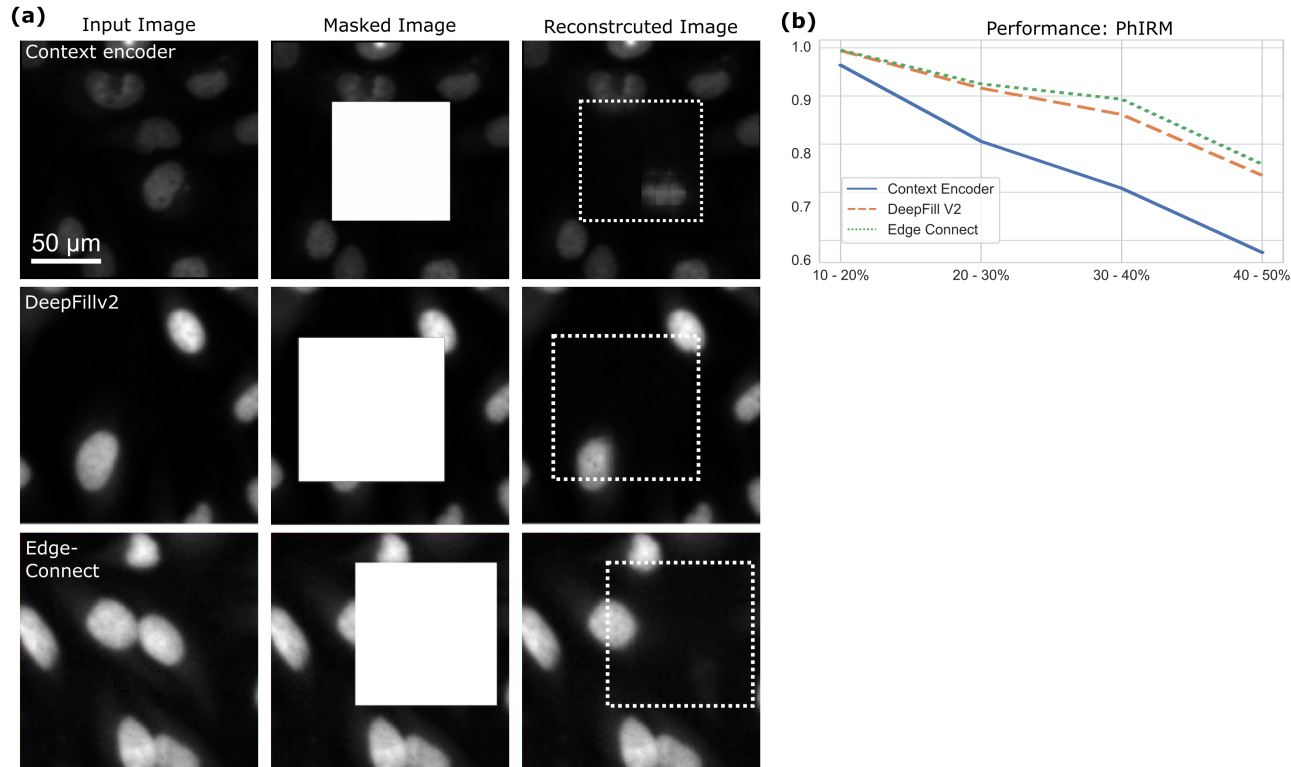 (a)
Input Image
Masked Image
Reconstrcuted Image
Context encoder
50 μm
DeepFillv2
Edge-
Connect
(b)
Performance: PhIRM
1.0
0.9
0.8
0.7
0.6
Context Encoder
DeepFill V2
Edge Connect
10 - 20%
20 - 30%
30 - 40%
40 - 50%